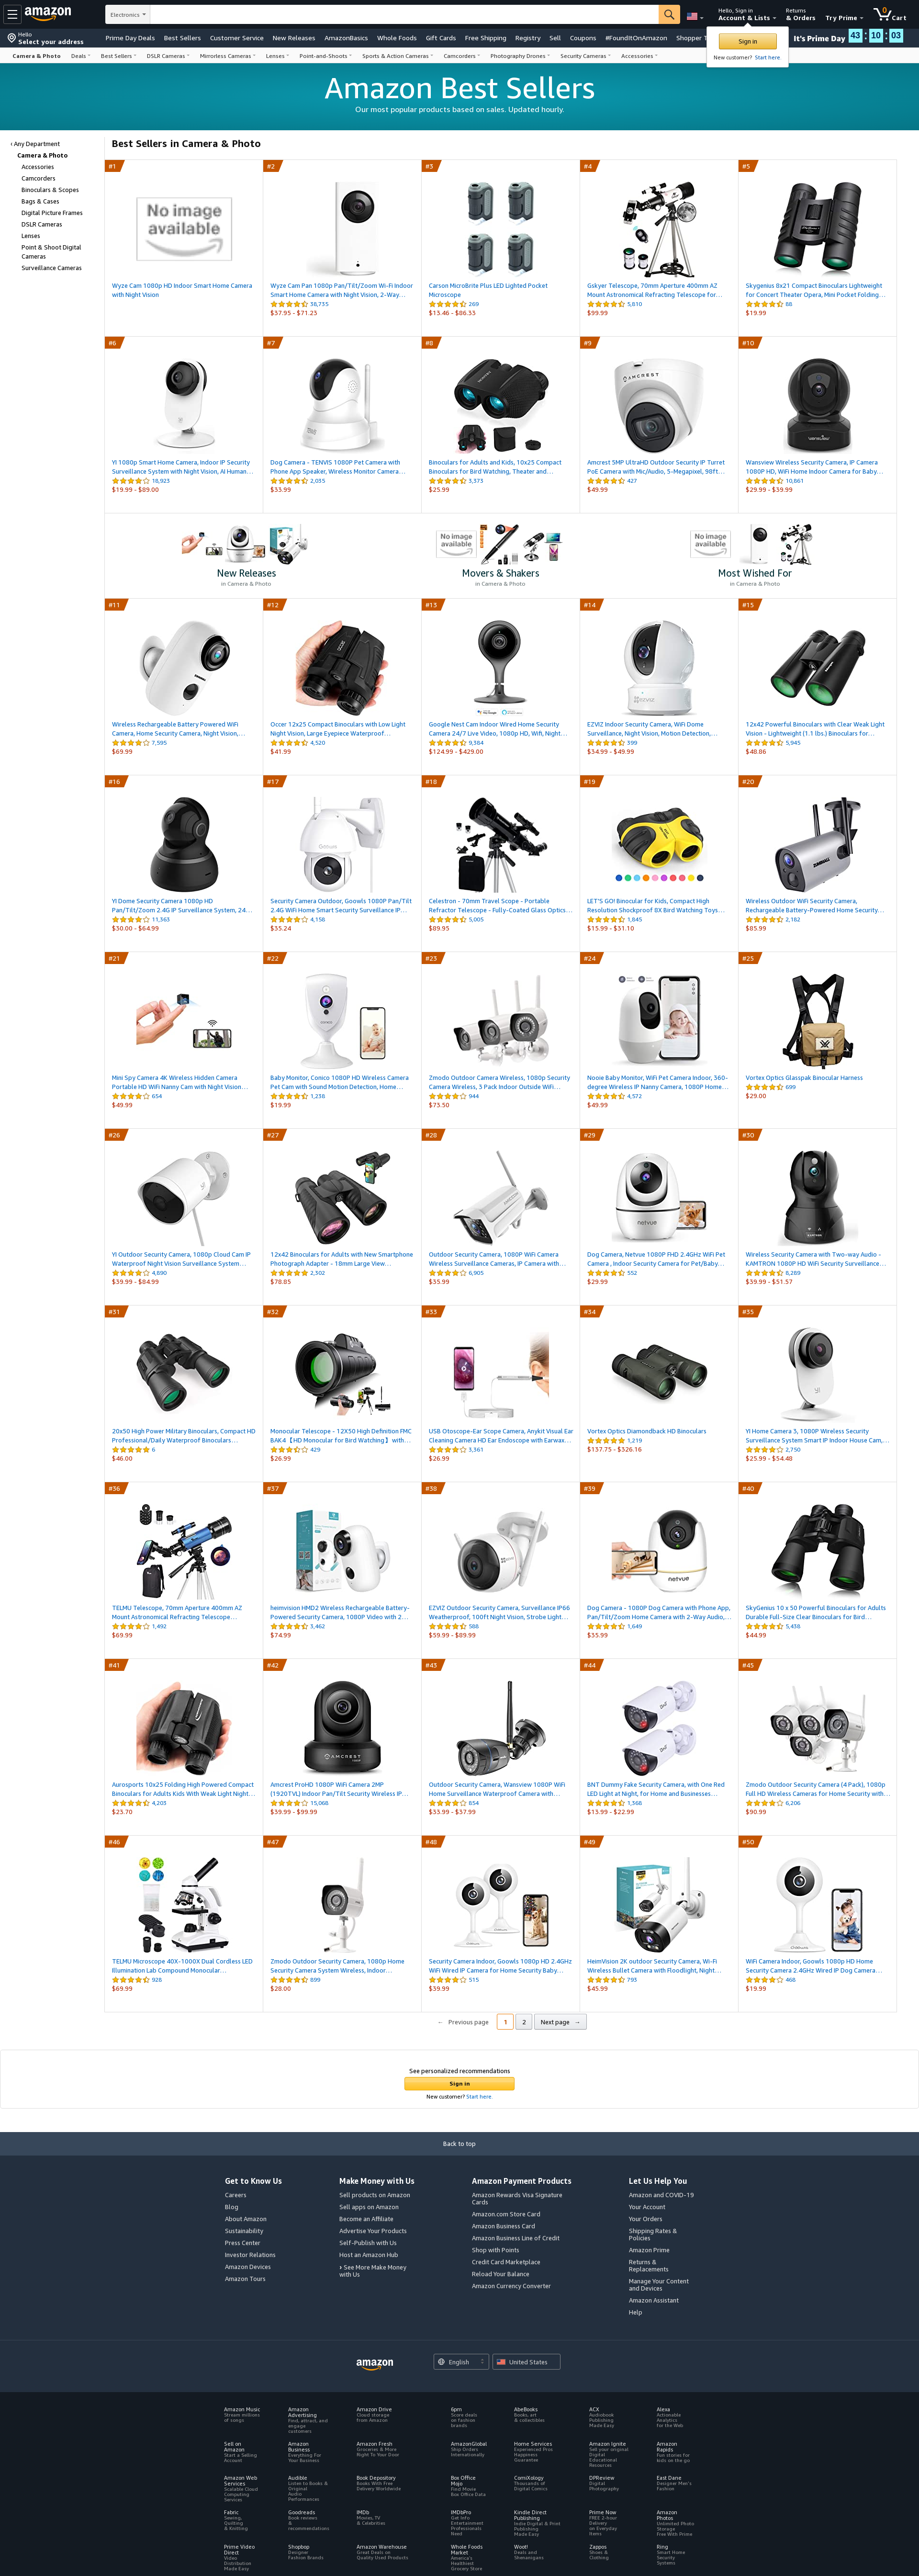 amazon
Electronics
Hello, Sign in
Account & Lists
Returns
& Orders
Try Prime
0
Cart
Hello
Select your address
Prime Day Deals Best Sellers Customer Service New Releases AmazonBasics Whole Foods Gift Cards Free Shipping Registry Sell Coupons #FoundItOnAmazon Shopper T
It's Prime Day 43 : 10 : 03
Sign in
New customer? Start here.
Camera & Photo Deals Best Sellers DSLR Cameras Mirrorless Cameras Lenses Point-and-Shoots Sports & Action Cameras Camcorders Photography Drones Security Cameras Accessories
Amazon Best Sellers
Our most popular products based on sales. Updated hourly.
‹ Any Department
Camera & Photo
Accessories
Camcorders
Binoculars & Scopes
Bags & Cases
Digital Picture Frames
DSLR Cameras
Lenses
Point & Shoot Digital
Cameras
Surveillance Cameras
Best Sellers in Camera & Photo
#1
No image
available
Wyze Cam 1080p HD Indoor Smart Home Camera
with Night Vision
#2
Wyze Cam Pan 1080p Pan/Tilt/Zoom Wi-Fi Indoor
Smart Home Camera with Night Vision, 2-Way…
38,735
$37.95 - $71.23
#3
Carson MicroBrite Plus LED Lighted Pocket
Microscope
269
$13.46 - $86.33
#4
Gskyer Telescope, 70mm Aperture 400mm AZ
Mount Astronomical Refracting Telescope for…
5,810
$99.99
#5
Skygenius 8x21 Compact Binoculars Lightweight
for Concert Theater Opera, Mini Pocket Folding…
88
$19.99
#6
YI 1080p Smart Home Camera, Indoor IP Security
Surveillance System with Night Vision, AI Human…
18,923
$19.99 - $89.00
#7
Dog Camera - TENVIS 1080P Pet Camera with
Phone App Speaker, Wireless Monitor Camera…
2,035
$33.99
#8
Binoculars for Adults and Kids, 10x25 Compact
Binoculars for Bird Watching, Theater and…
3,373
$25.99
#9
AMCREST
Amcrest 5MP UltraHD Outdoor Security IP Turret
PoE Camera with Mic/Audio, 5-Megapixel, 98ft…
427
$49.99
#10
Wansview Wireless Security Camera, IP Camera
1080P HD, WiFi Home Indoor Camera for Baby…
10,661
$29.99 - $39.99
New Releases
in Camera & Photo
No image
available
Movers & Shakers
in Camera & Photo
No image
available
Most Wished For
in Camera & Photo
#11
Wireless Rechargeable Battery Powered WiFi
Camera, Home Security Camera, Night Vision,…
7,595
$69.99
#12
Occer 12x25 Compact Binoculars with Low Light
Night Vision, Large Eyepiece Waterproof…
4,520
$41.99
#13
Google Nest Cam Indoor Wired Home Security
Camera 24/7 Live Video, 1080p HD, Wifi, Night…
9,384
$124.99 - $429.00
#14
ezviz
EZVIZ Indoor Security Camera, WiFi Dome
Surveillance, Night Vision, Motion Detection,…
399
$34.99 - $49.99
#15
12x42 Powerful Binoculars with Clear Weak Light
Vision - Lightweight (1.1 lbs.) Binoculars for…
5,945
$48.86
#16
YI Dome Security Camera 1080p HD
Pan/Tilt/Zoom 2.4G IP Surveillance System, 24…
11,363
$30.00 - $64.99
#17
Security Camera Outdoor, Goowls 1080P Pan/Tilt
2.4G WiFi Home Smart Security Surveillance IP…
4,158
$35.24
#18
Celestron - 70mm Travel Scope - Portable
Refractor Telescope - Fully-Coated Glass Optics…
5,005
$89.95
#19
LET'S GO! Binocular for Kids, Compact High
Resolution Shockproof 8X Bird Watching Toys…
1,845
$15.99 - $31.10
#20
Wireless Outdoor WiFi Security Camera,
Rechargeable Battery-Powered Home Security…
2,182
$85.99
#21
Mini Spy Camera 4K Wireless Hidden Camera
Portable HD WiFi Nanny Cam with Night Vision…
654
$49.99
#22
Baby Monitor, Conico 1080P HD Wireless Camera
Pet Cam with Sound Motion Detection, Home…
1,238
$19.99
#23
Zmodo Outdoor Camera Wireless, 1080p Security
Camera Wireless, 3 Pack Indoor Outside WiFi…
944
$73.50
#24
Nooie Baby Monitor, WiFi Pet Camera Indoor, 360-
degree Wireless IP Nanny Camera, 1080P Home…
4,572
$49.99
#25
Vortex Optics Glasspak Binocular Harness
699
$29.00
#26
YI Outdoor Security Camera, 1080p Cloud Cam IP
Waterproof Night Vision Surveillance System…
4,690
$39.99 - $84.99
#27
12x42 Binoculars for Adults with New Smartphone
Photograph Adapter - 18mm Large View…
2,302
$78.85
#28
Outdoor Security Camera, 1080P WiFi Camera
Wireless Surveillance Cameras, IP Camera with…
6,905
$35.99
#29
netvue
Dog Camera, Netvue 1080P FHD 2.4GHz WiFi Pet
Camera , Indoor Security Camera for Pet/Baby…
552
$29.99
#30
Wireless Security Camera with Two-way Audio -
KAMTRON 1080P HD WiFi Security Surveillance…
8,289
$39.99 - $51.57
#31
20x50 High Power Military Binoculars, Compact HD
Professional/Daily Waterproof Binoculars…
6
$46.00
#32
Monocular Telescope - 12X50 High Definition FMC
BAK4【HD Monocular for Bird Watching】with…
429
$26.99
#33
USB Otoscope-Ear Scope Camera, Anykit Visual Ear
Cleaning Camera HD Ear Endoscope with Earwax…
3,361
$26.99
#34
Vortex Optics Diamondback HD Binoculars
1,219
$137.75 - $326.16
#35
YI Home Camera 3, 1080P Wireless Security
Surveillance System Smart IP Indoor House Cam,…
2,750
$25.99 - $54.48
#36
TELMU Telescope, 70mm Aperture 400mm AZ
Mount Astronomical Refracting Telescope…
1,492
$69.99
#37
heimvision HMD2 Wireless Rechargeable Battery-
Powered Security Camera, 1080P Video with 2…
3,462
$74.99
#38
EZVIZ Outdoor Security Camera, Surveillance IP66
Weatherproof, 100ft Night Vision, Strobe Light…
588
$59.99 - $89.99
#39
netvue
Dog Camera - 1080P Dog Camera with Phone App,
Pan/Tilt/Zoom Home Camera with 2-Way Audio,…
1,649
$35.99
#40
SkyGenius 10 x 50 Powerful Binoculars for Adults
Durable Full-Size Clear Binoculars for Bird…
5,438
$44.99
#41
Aurosports 10x25 Folding High Powered Compact
Binoculars for Adults Kids With Weak Light Night…
4,203
$23.70
#42
AMCREST
Amcrest ProHD 1080P WiFi Camera 2MP
(1920TVL) Indoor Pan/Tilt Security Wireless IP…
15,068
$39.99 - $99.99
#43
Outdoor Security Camera, Wansview 1080P WiFi
Home Surveillance Waterproof Camera with…
854
$33.99 - $37.99
#44
BNT Dummy Fake Security Camera, with One Red
LED Light at Night, for Home and Businesses…
1,368
$13.99 - $22.99
#45
Zmodo Outdoor Security Camera (4 Pack), 1080p
Full HD Wireless Cameras for Home Security with…
6,206
$90.99
#46
TELMU Microscope 40X-1000X Dual Cordless LED
Illumination Lab Compound Monocular…
928
$69.99
#47
Zmodo Outdoor Security Camera, 1080p Home
Security Camera System Wireless, Indoor…
899
$28.00
#48
Security Camera Indoor, Goowls 1080p HD 2.4GHz
WiFi Wired IP Camera for Home Security Baby…
515
$39.99
#49
HeimVision 2K outdoor Security Camera, Wi-Fi
Wireless Bullet Camera with Floodlight, Night…
793
$45.99
#50
WiFi Camera Indoor, Goowls 1080p HD Home
Security Camera 2.4GHz Wired IP Dog Camera…
468
$19.99
← Previous page 1 2 Next page →
See personalized recommendations
Sign in
New customer? Start here.
Back to top
Get to Know Us
Careers
Blog
About Amazon
Sustainability
Press Center
Investor Relations
Amazon Devices
Amazon Tours
Make Money with Us
Sell products on Amazon
Sell apps on Amazon
Become an Affiliate
Advertise Your Products
Self-Publish with Us
Host an Amazon Hub
› See More Make Money
with Us
Amazon Payment Products
Amazon Rewards Visa Signature
Cards
Amazon.com Store Card
Amazon Business Card
Amazon Business Line of Credit
Shop with Points
Credit Card Marketplace
Reload Your Balance
Amazon Currency Converter
Let Us Help You
Amazon and COVID-19
Your Account
Your Orders
Shipping Rates &
Policies
Amazon Prime
Returns &
Replacements
Manage Your Content
and Devices
Amazon Assistant
Help
amazon
English
United States
Amazon Music
Stream millions
of songs
Amazon
Advertising
Find, attract, and
engage
customers
Amazon Drive
Cloud storage
from Amazon
6pm
Score deals
on fashion
brands
AbeBooks
Books, art
& collectibles
ACX
Audiobook
Publishing
Made Easy
Alexa
Actionable
Analytics
for the Web
Sell on
Amazon
Start a Selling
Account
Amazon
Business
Everything For
Your Business
Amazon Fresh
Groceries & More
Right To Your Door
AmazonGlobal
Ship Orders
Internationally
Home Services
Experienced Pros
Happiness
Guarantee
Amazon Ignite
Sell your original
Digital
Educational
Resources
Amazon
Rapids
Fun stories for
kids on the go
Amazon Web
Services
Scalable Cloud
Computing
Services
Audible
Listen to Books &
Original
Audio
Performances
Book Depository
Books With Free
Delivery Worldwide
Box Office
Mojo
Find Movie
Box Office Data
ComiXology
Thousands of
Digital Comics
DPReview
Digital
Photography
East Dane
Designer Men's
Fashion
Fabric
Sewing,
Quilting
& Knitting
Goodreads
Book reviews
&
recommendations
IMDb
Movies, TV
& Celebrities
IMDbPro
Get Info
Entertainment
Professionals
Need
Kindle Direct
Publishing
Indie Digital & Print
Publishing
Made Easy
Prime Now
FREE 2-hour
Delivery
on Everyday
Items
Amazon
Photos
Unlimited Photo
Storage
Free With Prime
Prime Video
Direct
Video
Distribution
Made Easy
Shopbop
Designer
Fashion Brands
Amazon Warehouse
Great Deals on
Quality Used Products
Whole Foods
Market
America's
Healthiest
Grocery Store
Woot!
Deals and
Shenanigans
Zappos
Shoes &
Clothing
Ring
Smart Home
Security
Systems